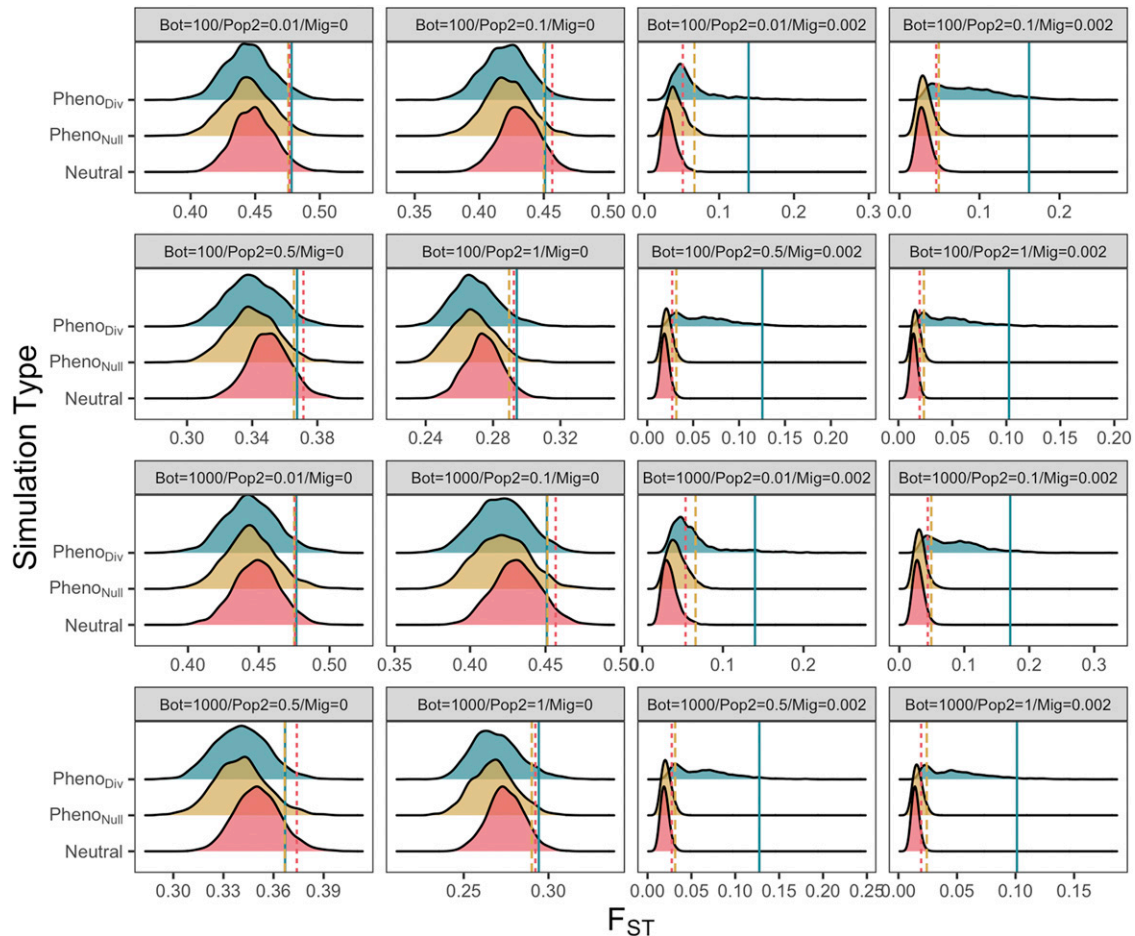 Bot=100/Pop2=0.01/Mig=0 Bot=100/Pop2=0.1/Mig=0 Bot=100/Pop2=0.01/Mig=0.002 Bot=100/Pop2=0.1/Mig=0.002
PhenoDiv
PhenoNull
Neutral
0.40 0.45 0.50 0.35 0.40 0.45 0.50 0.0 0.1 0.2 0.3 0.0 0.1 0.2
Bot=100/Pop2=0.5/Mig=0 Bot=100/Pop2=1/Mig=0 Bot=100/Pop2=0.5/Mig=0.002 Bot=100/Pop2=1/Mig=0.002
PhenoDiv
PhenoNull
Neutral
0.30 0.34 0.38 0.24 0.28 0.32 0.00 0.05 0.10 0.15 0.20 0.00 0.05 0.10 0.15 0.20
Simulation Type
Bot=1000/Pop2=0.01/Mig=0 Bot=1000/Pop2=0.1/Mig=0 Bot=1000/Pop2=0.01/Mig=0.002 Bot=1000/Pop2=0.1/Mig=0.002
PhenoDiv
PhenoNull
Neutral
0.40 0.45 0.50 0.35 0.40 0.45 0.50 0.0 0.1 0.2 0.0 0.1 0.2 0.3
Bot=1000/Pop2=0.5/Mig=0 Bot=1000/Pop2=1/Mig=0 Bot=1000/Pop2=0.5/Mig=0.002 Bot=1000/Pop2=1/Mig=0.002
PhenoDiv
PhenoNull
Neutral
0.30 0.33 0.36 0.39 0.25 0.30 0.00 0.05 0.10 0.15 0.20 0.25 0.00 0.05 0.10 0.15
FST